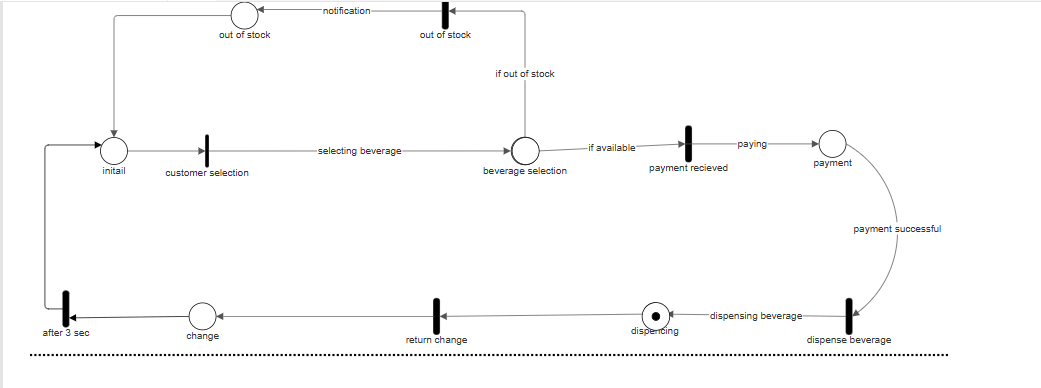 notification
out of stock
out of stock
if out of stock
selecting beverage
if available
paying
initail
customer selection
beverage selection
payment recieved
payment
payment successful
dispensing beverage
after 3 sec
change
return change
dispencing
dispense beverage